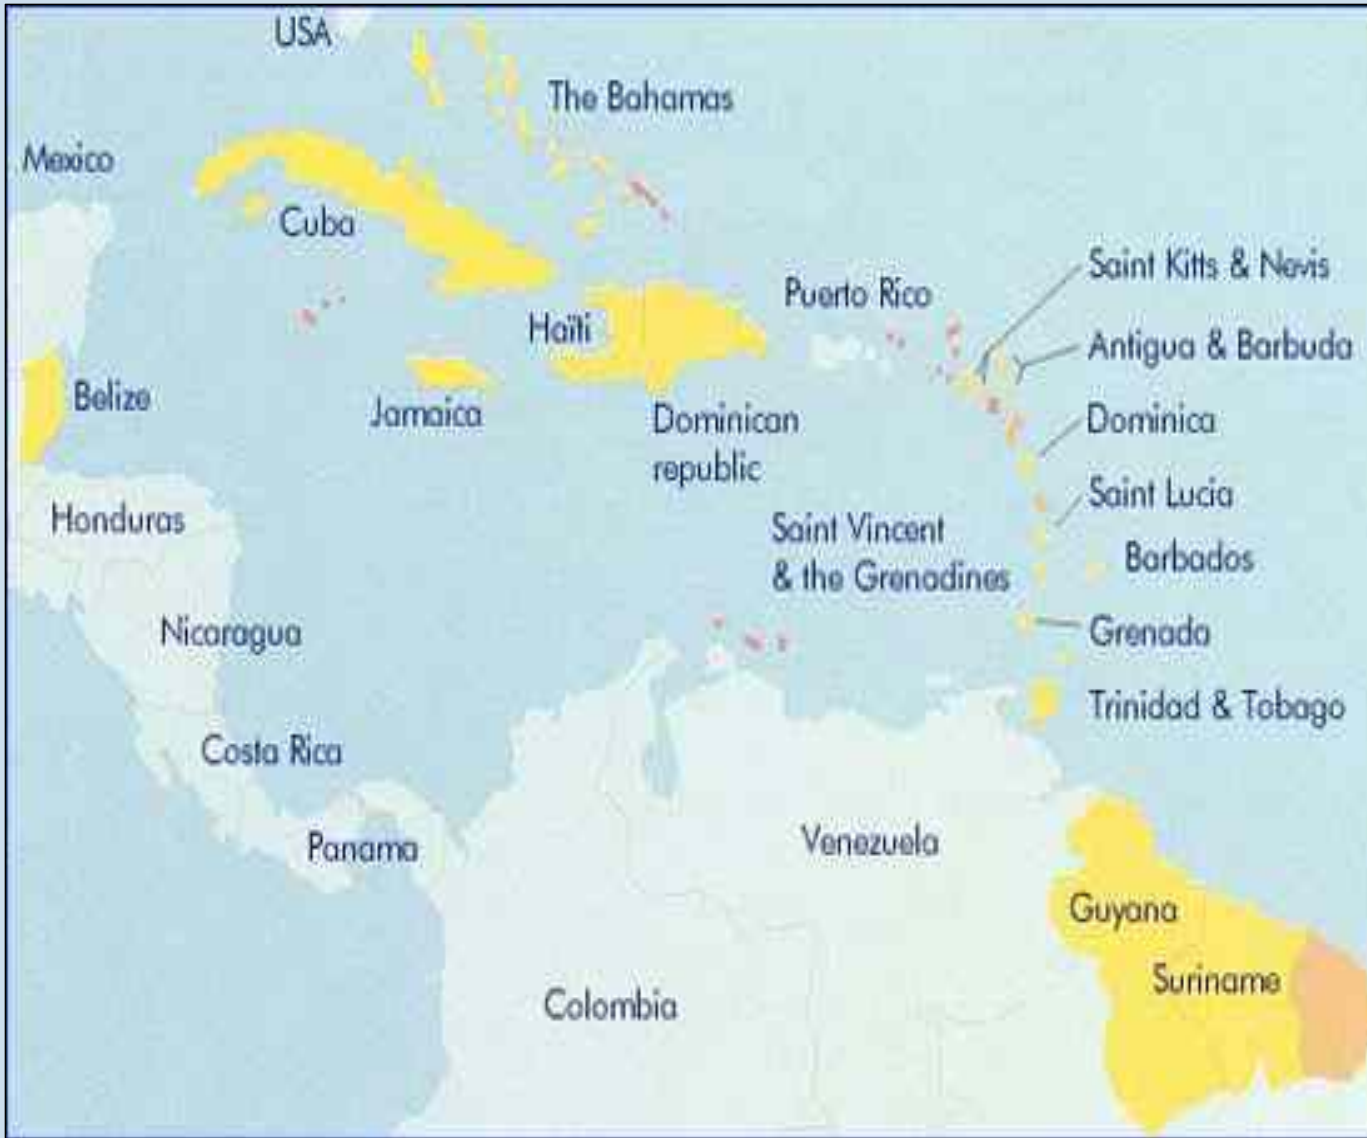 USA
The Bahamas
Mexico
Cuba
Saint Kitts & Nevis
Puerto Rico
Haïti
Antigua & Barbuda
Belize
Jamaica
Dominican
republic
Dominica
Saint Lucia
Honduras
Saint Vincent
& the Grenadines
Barbados
Nicaragua
Grenada
Trinidad & Tobago
Costa Rica
Panama
Venezuela
Guyana
Suriname
Colombia